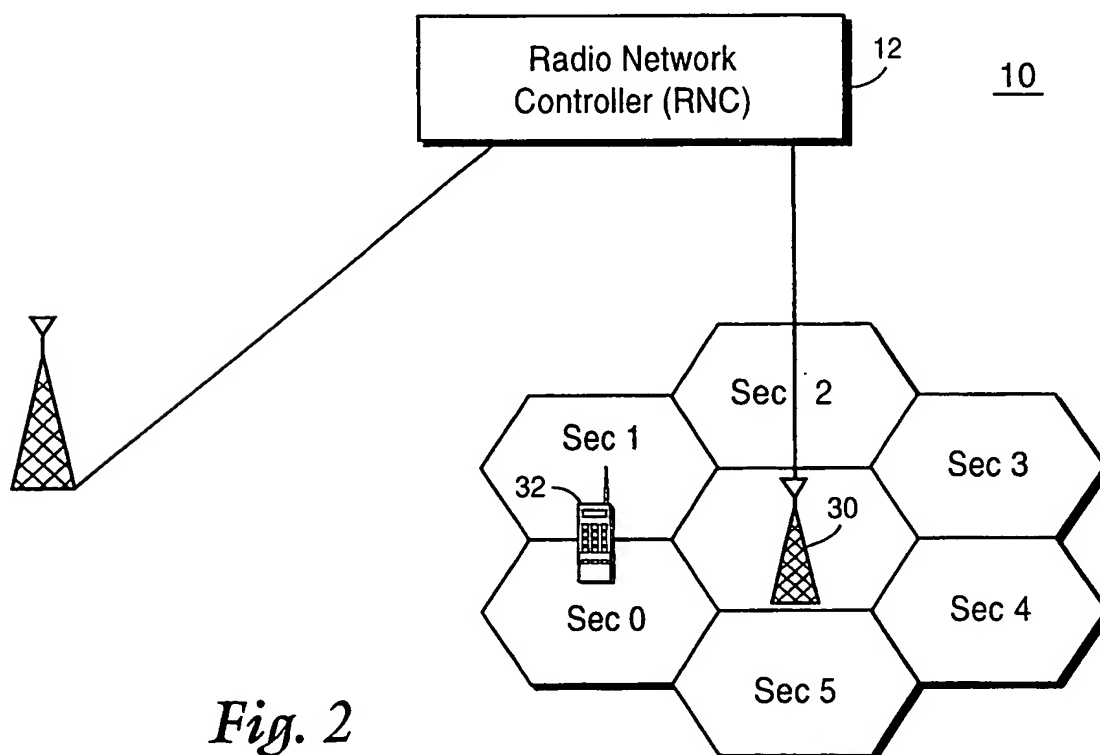 Radio Network
Controller (RNC)
12
10
Sec 2
Sec 1
Sec 3
32
30
Sec 0
Sec 4
Sec 5
Fig. 2